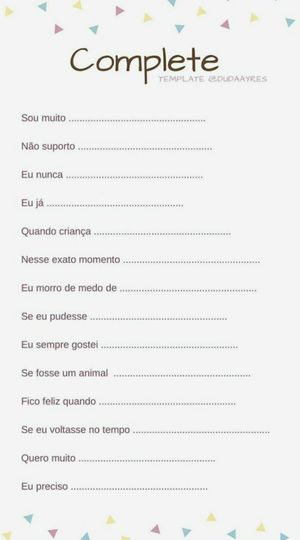 Complete
TEMPLATE @DUDAAYRES
Sou muito ................................................
Não suporto ...............................................
Eu nunca ................................................
Eu já ................................................
Quando criança ................................................
Nesse exato momento ................................................
Eu morro de medo de ................................................
Se eu pudesse ................................................
Eu sempre gostei ................................................
Se fosse um animal ................................................
Fico feliz quando ................................................
Se eu voltasse no tempo ................................................
Quero muito ................................................
Eu preciso ................................................